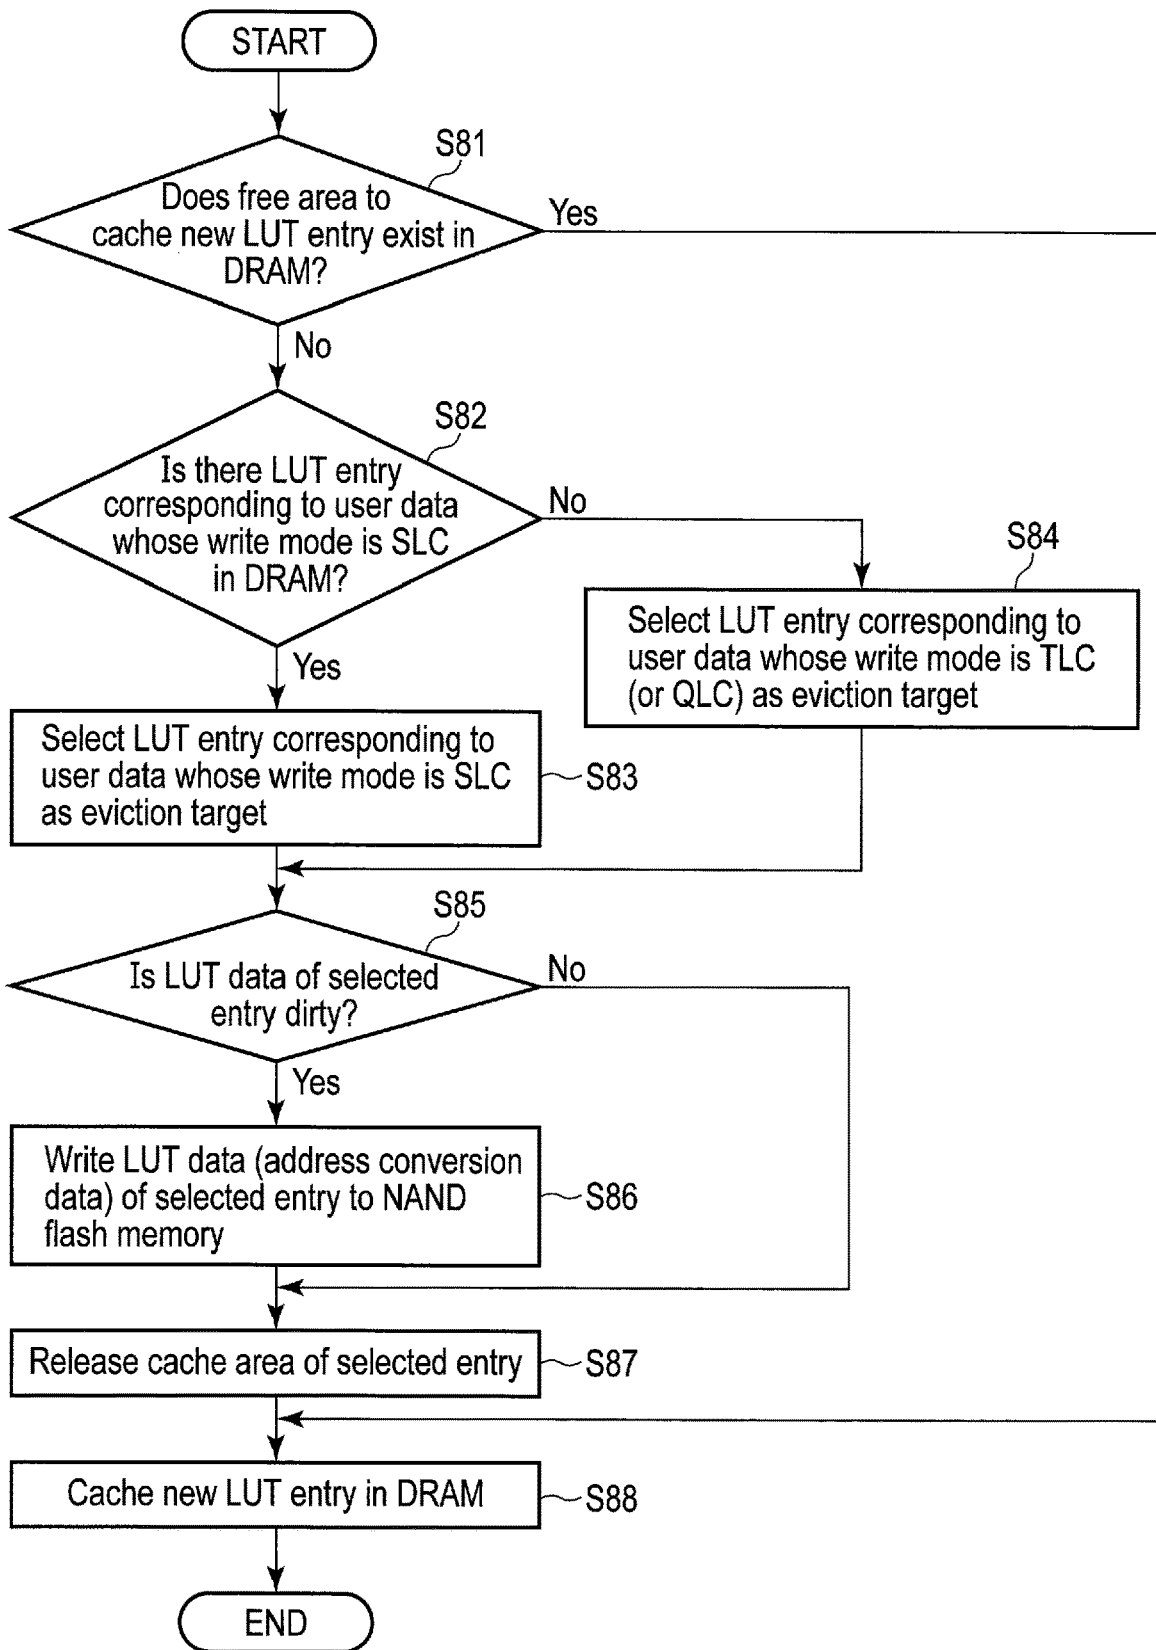 START
S81
Does free area to
cache new LUT entry exist in
DRAM?
Yes
No
S82
Is there LUT entry
corresponding to user data
whose write mode is SLC
in DRAM?
No
Yes
S84
Select LUT entry corresponding to
user data whose write mode is TLC
(or QLC) as eviction target
Select LUT entry corresponding to
user data whose write mode is SLC
as eviction target
S83
S85
Is LUT data of selected
entry dirty?
No
Yes
Write LUT data (address conversion
data) of selected entry to NAND
flash memory
S86
Release cache area of selected entry
S87
Cache new LUT entry in DRAM
S88
END